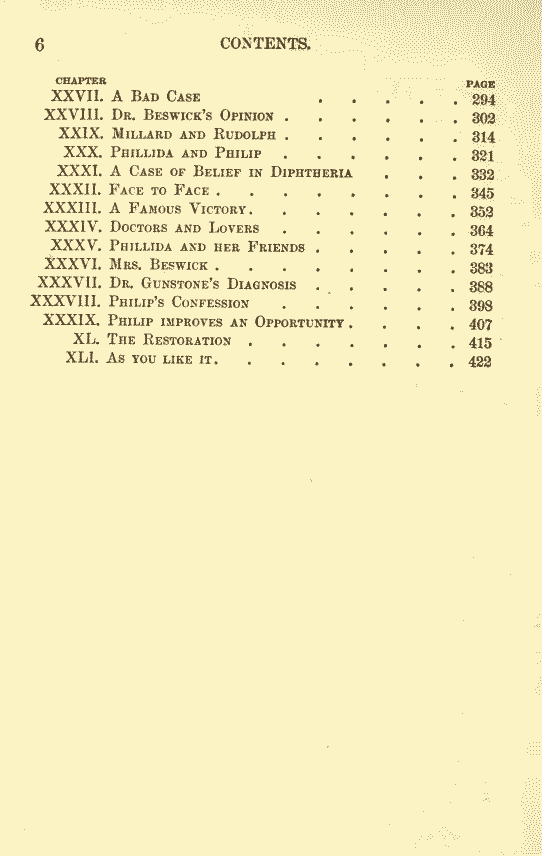 6 CONTENTS.
CHAPTER PAGE
XXVII. A BAD CASE . . . . . 294
XXVIII. DR. BESWICK'S OPINION . . . . . . 302
XXIX. MILLARD AND RUDOLPH . . . . . . 314
XXX. PHILLIDA AND PHILIP . . . . . . 321
XXXI. A CASE OF BELIEF IN DIPHTHERIA . . . 332
XXXII. FACE TO FACE . . . . . . . . 345
XXXIII. A FAMOUS VICTORY . . . . . . . 352
XXXIV. DOCTORS AND LOVERS . . . . . . 364
XXXV. PHILLIDA AND HER FRIENDS . . . . . 374
XXXVI. MRS. BESWICK . . . . . . . . 383
XXXVII. DR. GUNSTONE'S DIAGNOSIS . . . . . 388
XXXVIII. PHILIP'S CONFESSION . . . . . . 398
XXXIX. PHILIP IMPROVES AN OPPORTUNITY . . . . 407
XL. THE RESTORATION . . . . . . . 415
XLI. AS YOU LIKE IT . . . . . . . . 422